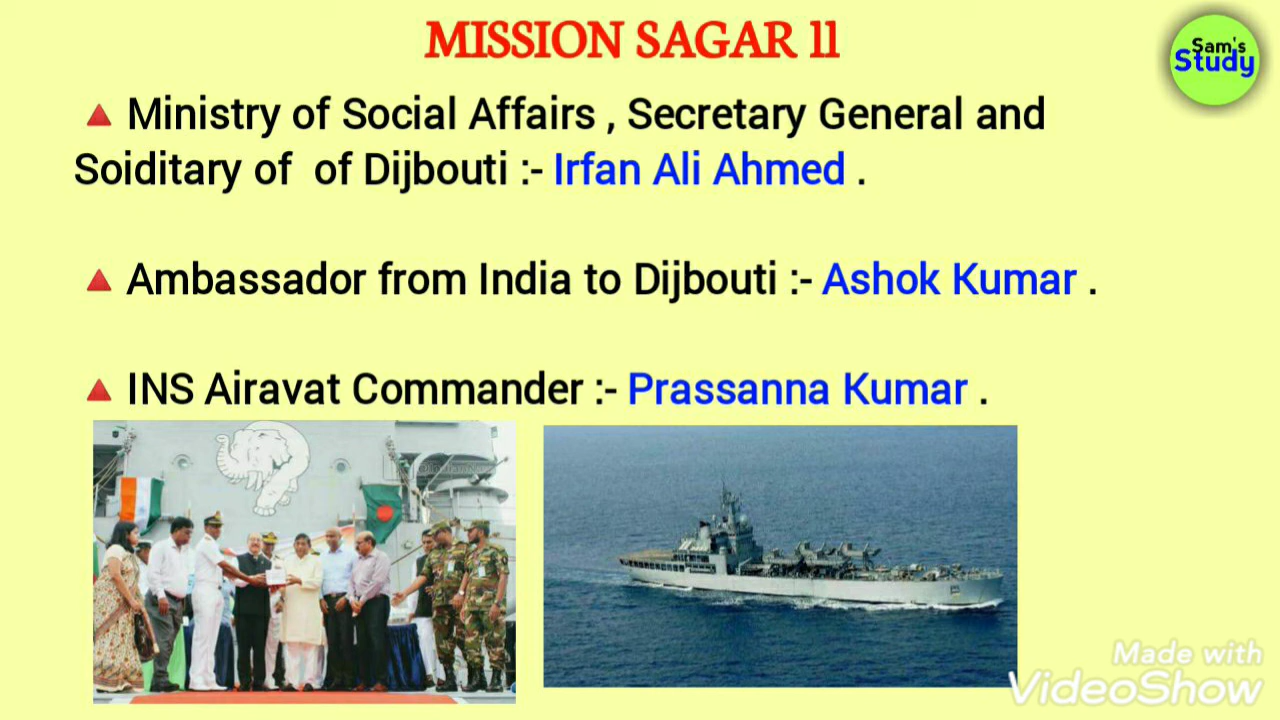 MISSION SAGAR ll
Sam's
Study
🔺 Ministry of Social Affairs , Secretary General and
Soiditary of of Dijbouti :- Irfan Ali Ahmed .
🔺 Ambassador from India to Dijbouti :- Ashok Kumar .
🔺 INS Airavat Commander :- Prassanna Kumar .
Made with
VideoShow